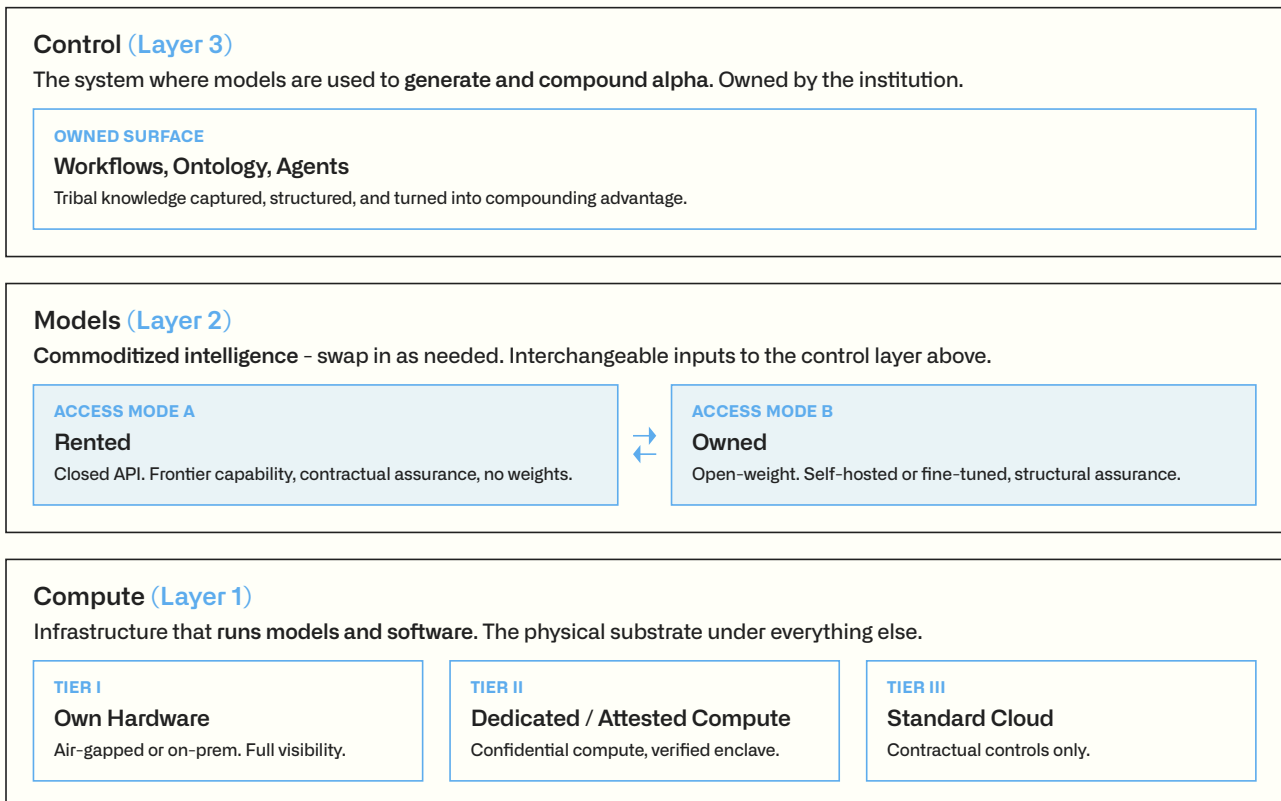 Control (Layer 3)
The system where models are used to generate and compound alpha. Owned by the institution.
OWNED SURFACE
Workflows, Ontology, Agents
Tribal knowledge captured, structured, and turned into compounding advantage.
Models (Layer 2)
Commoditized intelligence - swap in as needed. Interchangeable inputs to the control layer above.
ACCESS MODE A
Rented
Closed API. Frontier capability, contractual assurance, no weights.
ACCESS MODE B
Owned
Open-weight. Self-hosted or fine-tuned, structural assurance.
Compute (Layer 1)
Infrastructure that runs models and software. The physical substrate under everything else.
TIER I
Own Hardware
Air-gapped or on-prem. Full visibility.
TIER II
Dedicated / Attested Compute
Confidential compute, verified enclave.
TIER III
Standard Cloud
Contractual controls only.